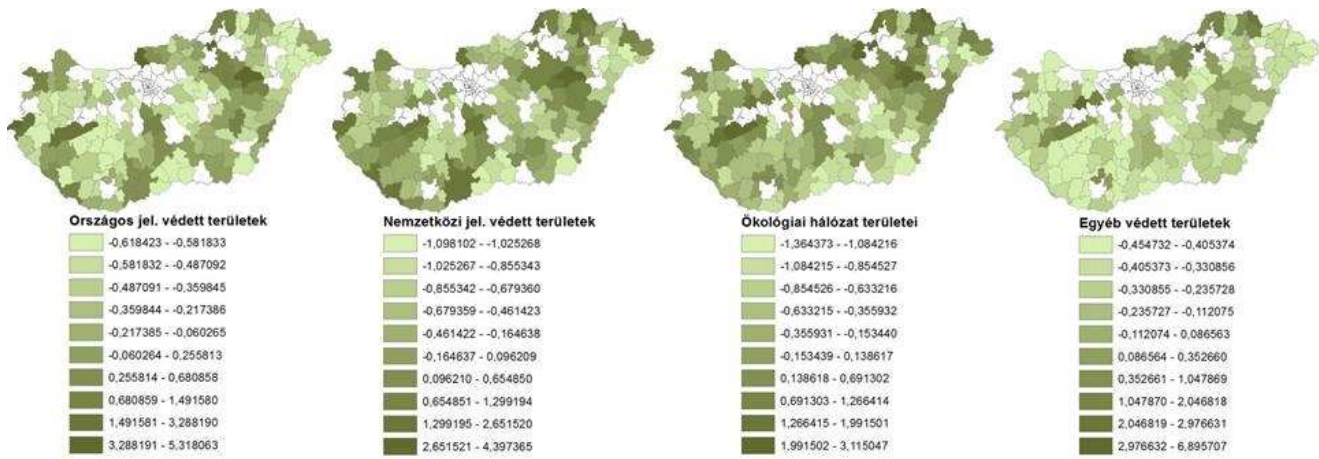 Országos jel. védett területek
-0,618423 - -0,581833
-0,581832 - -0,487092
-0,487091 - -0,359845
-0,359844 - -0,217386
-0,217385 - -0,060265
-0,060264 - 0,255813
0,255814 - 0,680858
0,680859 - 1,491580
1,491581 - 3,288190
3,288191 - 5,318063
Nemzetközi jel. védett területek
-1,098102 - -1,025268
-1,025267 - -0,855343
-0,855342 - -0,679360
-0,679359 - -0,461423
-0,461422 - -0,164638
-0,164637 - 0,096209
0,096210 - 0,654850
0,654851 - 1,299194
1,299195 - 2,651520
2,651521 - 4,397365
Ökológiai hálózat területei
-1,364373 - -1,084216
-1,084215 - -0,854527
-0,854526 - -0,633216
-0,633215 - -0,355932
-0,355931 - -0,153440
-0,153439 - 0,138617
0,138618 - 0,691302
0,691303 - 1,266414
1,266415 - 1,991501
1,991502 - 3,115047
Egyéb védett területek
-0,454732 - -0,405374
-0,405373 - -0,330856
-0,330855 - -0,235728
-0,235727 - -0,112075
-0,112074 - 0,086563
0,086564 - 0,352660
0,352661 - 1,047869
1,047870 - 2,046818
2,046819 - 2,976631
2,976632 - 6,895707